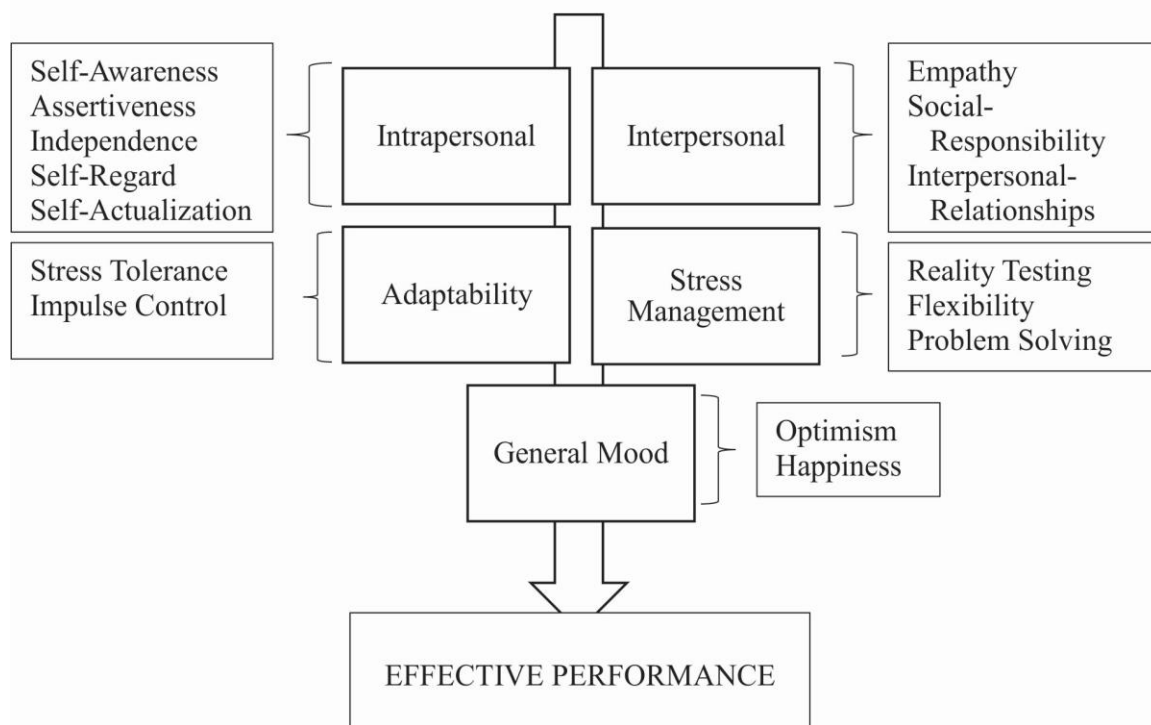 Self-Awareness
Assertiveness
Independence
Self-Regard
Self-Actualization
Intrapersonal
Interpersonal
Empathy
Social-
Responsibility
Interpersonal-
Relationships
Stress Tolerance
Impulse Control
Adaptability
Stress
Management
Reality Testing
Flexibility
Problem Solving
General Mood
Optimism
Happiness
EFFECTIVE PERFORMANCE